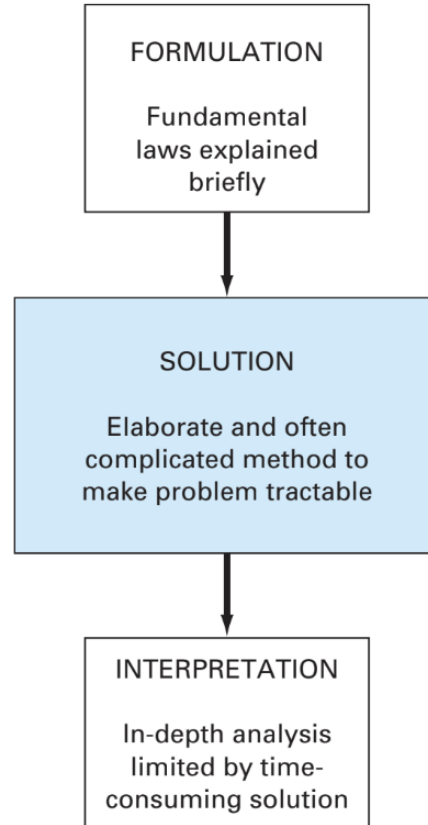 FORMULATION
Fundamental
laws explained
briefly
SOLUTION
Elaborate and often
complicated method to
make problem tractable
INTERPRETATION
In-depth analysis
limited by time-
consuming solution